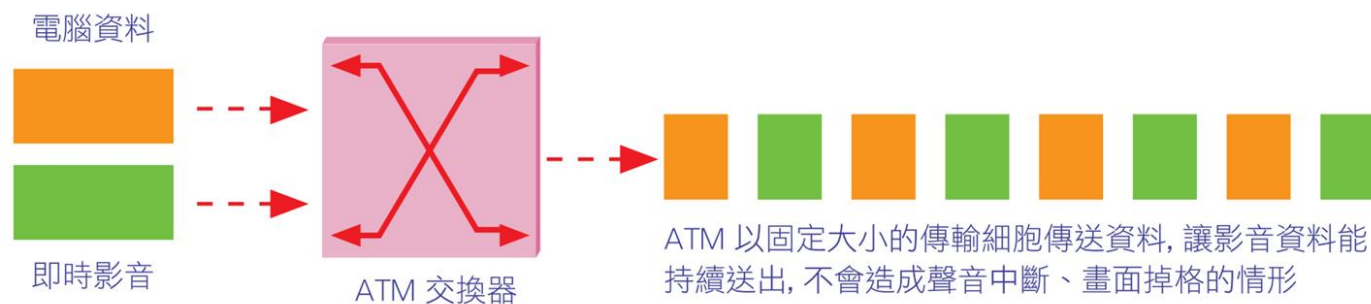 電腦資料
即時影音
ATM 交換器
ATM 以固定大小的傳輸細胞傳送資料, 讓影音資料能
持續送出, 不會造成聲音中斷、畫面掉格的情形